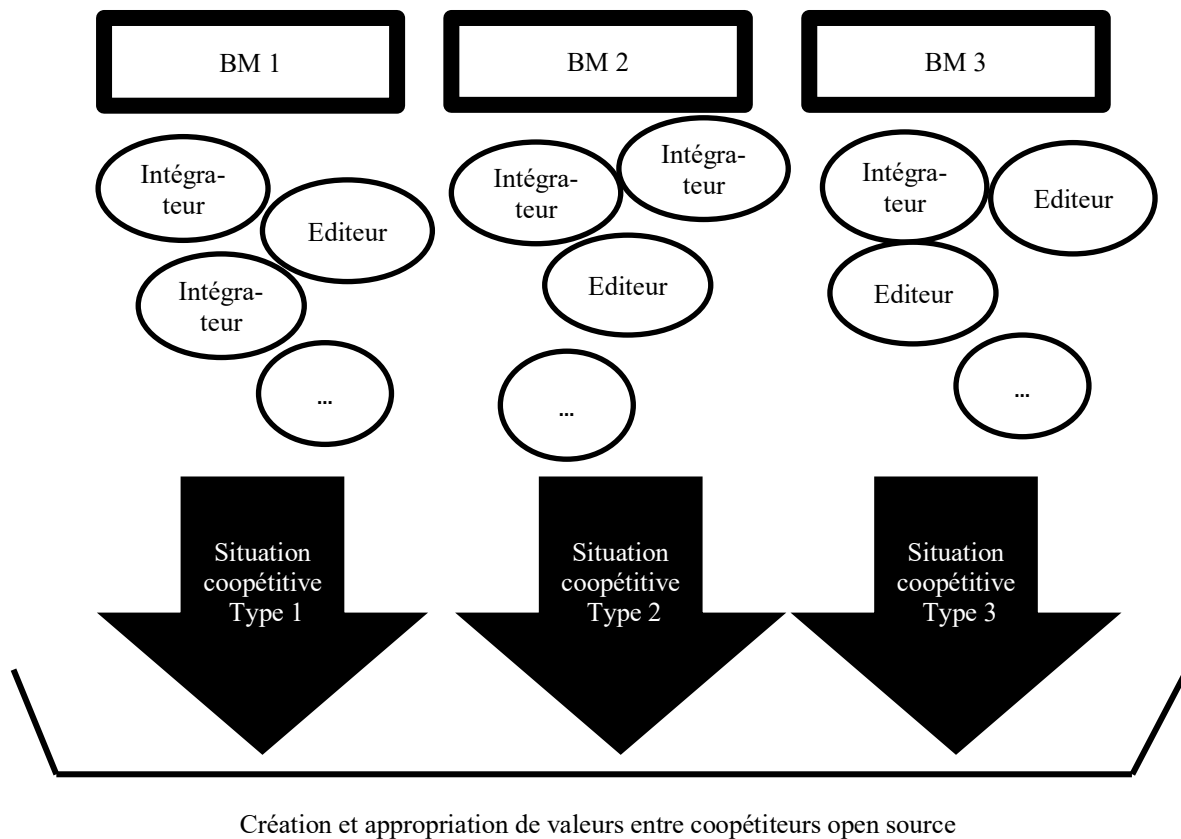 BM 1
BM 2
BM 3
Intégra-
teur
Editeur
Intégra-
teur
...
Intégra-
teur
Intégra-
teur
Editeur
...
Intégra-
teur
Editeur
Editeur
...
Situation
coopétitive
Type 1
Situation
coopétitive
Type 2
Situation
coopétitive
Type 3
Création et appropriation de valeurs entre coopétiteurs open source